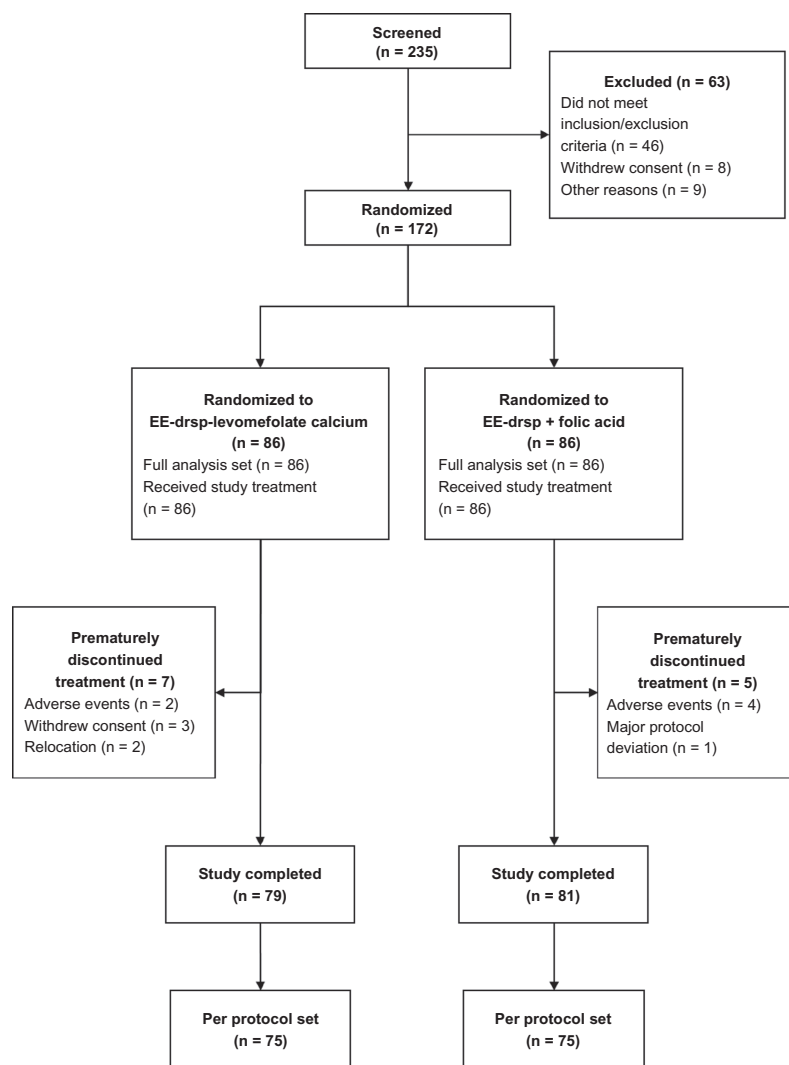 Screened
(n = 235)
Excluded (n = 63)
Did not meet
inclusion/exclusion
criteria (n = 46)
Withdrew consent (n = 8)
Other reasons (n = 9)
Randomized
(n = 172)
Randomized to
EE-drsp-levomefolate calcium
(n = 86)
Full analysis set (n = 86)
Received study treatment
(n = 86)
Randomized to
EE-drsp + folic acid
(n = 86)
Full analysis set (n = 86)
Received study treatment
(n = 86)
Prematurely
discontinued
treatment (n = 7)
Adverse events (n = 2)
Withdrew consent (n = 3)
Relocation (n = 2)
Prematurely
discontinued
treatment (n = 5)
Adverse events (n = 4)
Major protocol
deviation (n = 1)
Study completed
(n = 79)
Study completed
(n = 81)
Per protocol set
(n = 75)
Per protocol set
(n = 75)